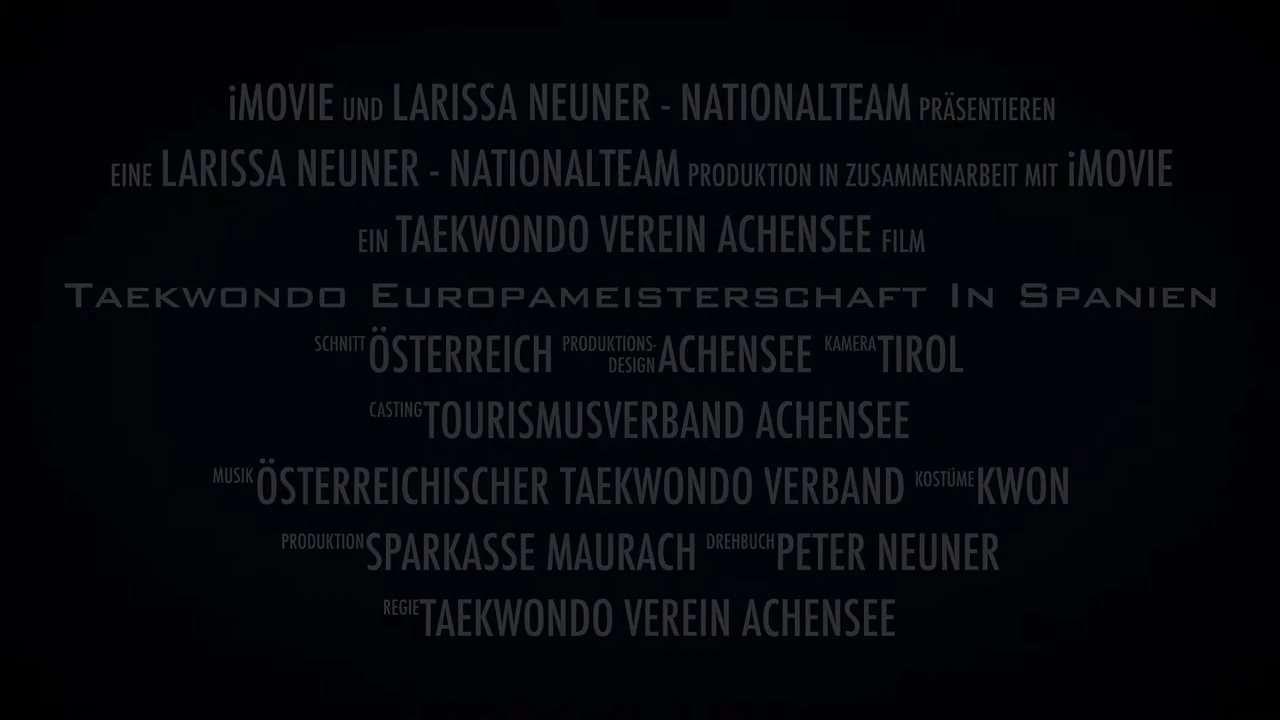 iMOVIE UND LARISSA NEUNER - NATIONALTEAM PRÄSENTIEREN
EINE LARISSA NEUNER - NATIONALTEAM PRODUKTION IN ZUSAMMENARBEIT MIT iMOVIE
EIN TAEKWONDO VEREIN ACHENSEE FILM
TAEKWONDO EUROPAMEISTERSCHAFT IN SPANIEN
SCHNITT ÖSTERREICH PRODUKTIONS-DESIGN ACHENSEE KAMERA TIROL
CASTING TOURISMUSVERBAND ACHENSEE
MUSIK ÖSTERREICHISCHER TAEKWONDO VERBAND KOSTÜME KWON
PRODUKTION SPARKASSE MAURACH DREHBUCH PETER NEUNER
REGIE TAEKWONDO VEREIN ACHENSEE